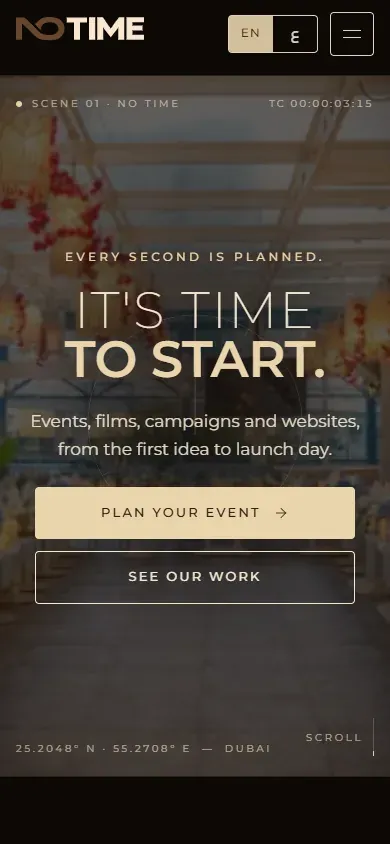 NOTIME
EN
ع
SCENE 01 · NO TIME
TC 00:00:03:15
EVERY SECOND IS PLANNED.
IT'S TIME
TO START.
Events, films, campaigns and websites,
from the first idea to launch day.
PLAN YOUR EVENT →
SEE OUR WORK
SCROLL
25.2048° N · 55.2708° E — DUBAI